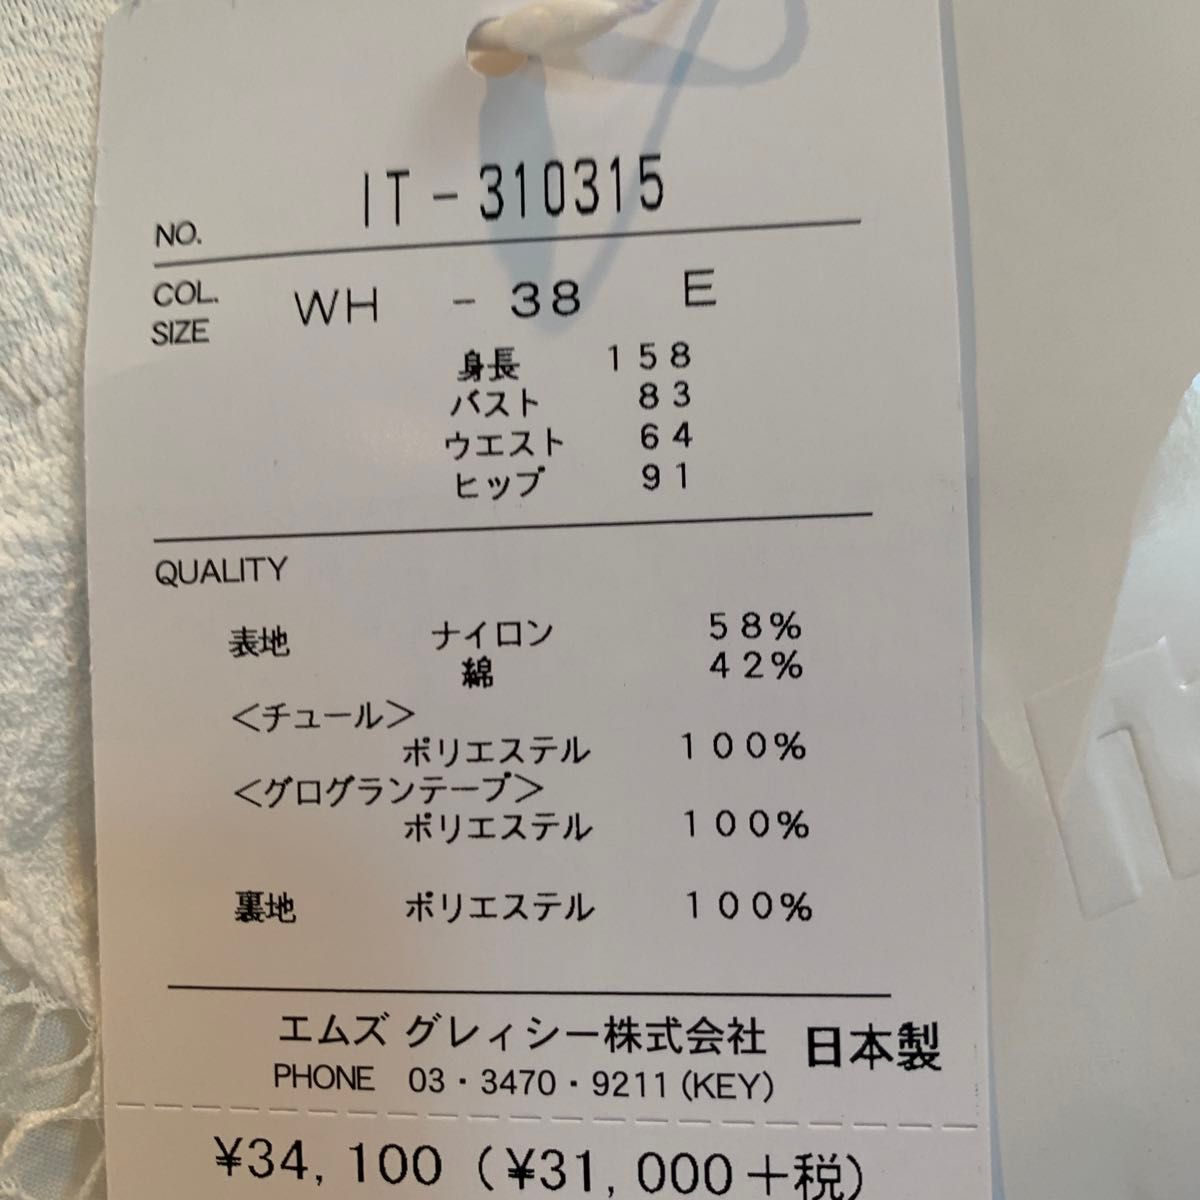 IT-310315
NO.
COL. WH - 38 E
SIZE
身長 158
バスト 83
ウエスト 64
ヒップ 91
QUALITY
表地 ナイロン 58%
綿 42%
<チュール>
ポリエステル 100%
<グログランテープ>
ポリエステル 100%
裏地 ポリエステル 100%
エムズ グレィシー株式会社 日本製
PHONE 03・3470・9211(KEY)
¥34,100(¥31,000+税)